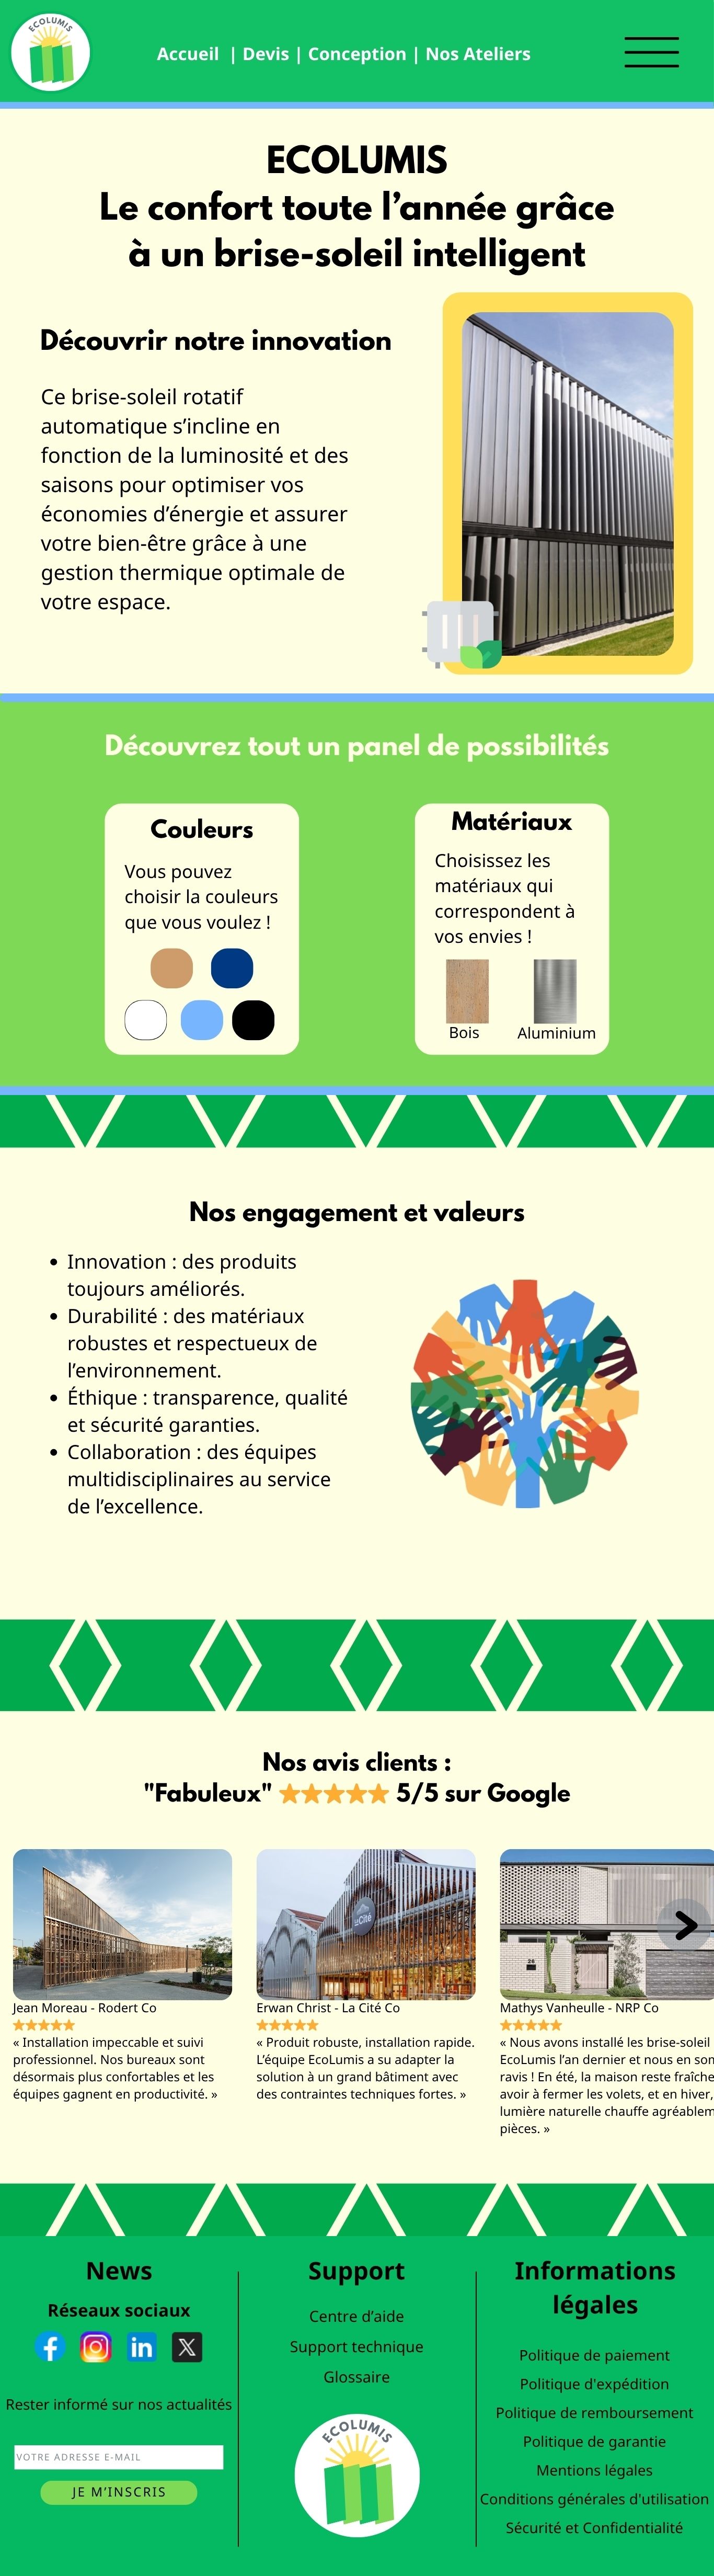 ECOLUMIS
Accueil | Devis | Conception | Nos Ateliers
ECOLUMIS
Le confort toute l’année grâce
à un brise-soleil intelligent
Découvrir notre innovation
Ce brise-soleil rotatif
automatique s’incline en
fonction de la luminosité et des
saisons pour optimiser vos
économies d’énergie et assurer
votre bien-être grâce à une
gestion thermique optimale de
votre espace.
Découvrez tout un panel de possibilités
Couleurs
Vous pouvez
choisir la couleurs
que vous voulez !
Matériaux
Choisissez les
matériaux qui
correspondent à
vos envies !
Bois
Aluminium
Nos engagement et valeurs
• Innovation : des produits
toujours améliorés.
• Durabilité : des matériaux
robustes et respectueux de
l’environnement.
• Éthique : transparence, qualité
et sécurité garanties.
• Collaboration : des équipes
multidisciplinaires au service
de l’excellence.
Nos avis clients :
"Fabuleux" ★★★★★ 5/5 sur Google
Jean Moreau - Rodert Co
★★★★★
« Installation impeccable et suivi
professionnel. Nos bureaux sont
désormais plus confortables et les
équipes gagnent en productivité. »
aCité
Erwan Christ - La Cité Co
★★★★★
« Produit robuste, installation rapide.
L’équipe EcoLumis a su adapter la
solution à un grand bâtiment avec
des contraintes techniques fortes. »
26
Mathys Vanheulle - NRP Co
★★★★★
« Nous avons installé les brise-soleil
EcoLumis l’an dernier et nous en som
ravis ! En été, la maison reste fraîche
avoir à fermer les volets, et en hiver,
lumière naturelle chauffe agréablem
pièces. »
News
Réseaux sociaux
Rester informé sur nos actualités
VOTRE ADRESSE E-MAIL
JE M’INSCRIS
Support
Centre d’aide
Support technique
Glossaire
ECOLUMIS
Informations
légales
Politique de paiement
Politique d'expédition
Politique de remboursement
Politique de garantie
Mentions légales
Conditions générales d'utilisation
Sécurité et Confidentialité